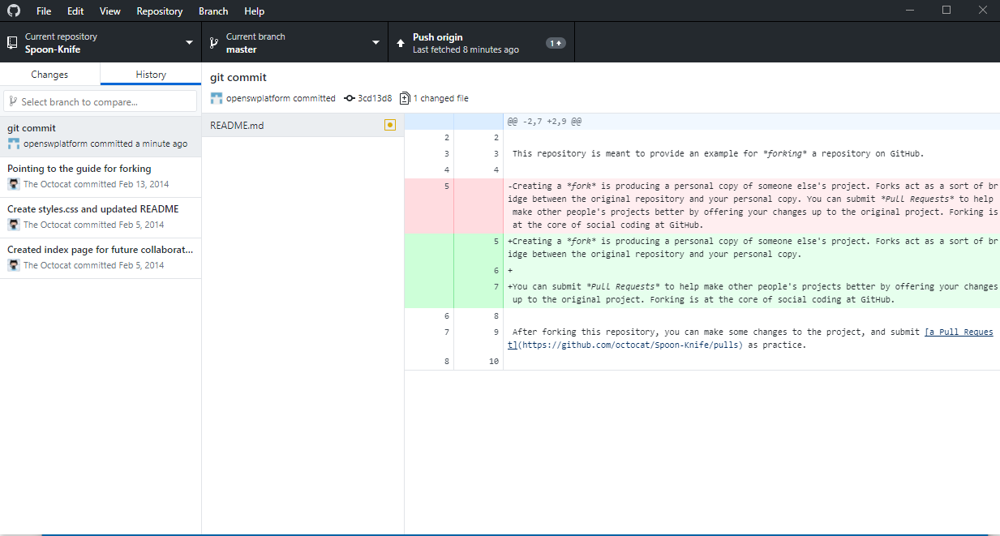 File Edit View Repository Branch Help
Current repository
Spoon-Knife
Current branch
master
Push origin
Last fetched 8 minutes ago
1
Changes
History
Select branch to compare...
git commit
openswplatform committed a minute ago
Pointing to the guide for forking
The Octocat committed Feb 13, 2014
Create styles.css and updated README
The Octocat committed Feb 5, 2014
Created index page for future collaborat...
The Octocat committed Feb 5, 2014
git commit
openswplatform committed 3cd13d8 1 changed file
README.md
@@ -2,7 +2,9 @@
2 2
3 3 This repository is meant to provide an example for *forking* a repository on GitHub.
4 4
5 -Creating a *fork* is producing a personal copy of someone else's project. Forks act as a sort of br
idge between the original repository and your personal copy. You can submit *Pull Requests* to help
make other people's projects better by offering your changes up to the original project. Forking is
at the core of social coding at GitHub.
5 +Creating a *fork* is producing a personal copy of someone else's project. Forks act as a sort of br
idge between the original repository and your personal copy.
6 +
7 +You can submit *Pull Requests* to help make other people's projects better by offering your changes
up to the original project. Forking is at the core of social coding at GitHub.
6 8
7 9 After forking this repository, you can make some changes to the project, and submit [a Pull Reques
t](https://github.com/octocat/Spoon-Knife/pulls) as practice.
8 10